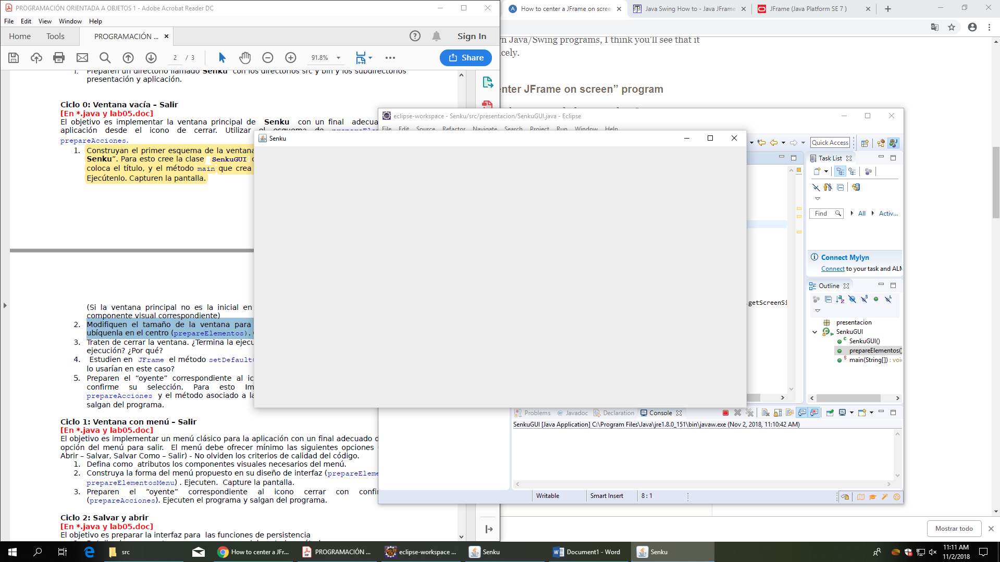 PROGRAMACIÓN ORIENTADA A OBJETOS 1 - Adobe Acrobat Reader DC
File Edit View Window Help
Home Tools PROGRAMACIÓN ... Sign In
2 / 3 91.8% Share
1. Preparen un directorio llamado Senku con los directorios src y bin y los subdirectorios
presentación y aplicación.
Ciclo 0: Ventana vacía – Salir
[En *.java y lab05.doc]
El objetivo es implementar la ventana principal de Senku con un final adecua
aplicación desde el icono de cerrar. Utilizar el esquema de prepareEle
prepareAcciones.
1. Construyan el primer esquema de la ventana
Senku”. Para esto cree la clase SenkuGUI
coloca el título, y el método main que crea
Ejecútenlo. Capturen la pantalla.
(Si la ventana principal no es la inicial en
componente visual correspondiente)
2. Modifiquen el tamaño de la ventana para
ubíquenla en el centro (prepareElementos).
3. Traten de cerrar la ventana. ¿Termina la ejecu
ejecución? ¿Por qué?
4. Estudien en JFrame el método setDefault
lo usarían en este caso?
5. Preparen el “oyente” correspondiente al ic
confirme su selección. Para esto Im
prepareAcciones y el método asociado a la
salgan del programa.
Ciclo 1: Ventana con menú – Salir
[En *.java y lab05.doc]
El objetivo es implementar un menú clásico para la aplicación con un final adecuado d
opción del menú para salir. El menú debe ofrecer mínimo las siguientes opciones
Abrir – Salvar, Salvar Como – Salir) - No olviden los criterios de calidad del código.
1. Defina como atributos los componentes visuales necesarios del menú.
2. Construya la forma del menú propuesto en su diseño de interfaz (prepareEleme
prepareElementosMenu) . Ejecuten. Capture la pantalla.
3. Preparen el “oyente” correspondiente al icono cerrar con confir
(prepareAcciones). Ejecuten el programa y salgan del programa.
Ciclo 2: Salvar y abrir
[En *.java y lab05.doc]
El objetivo es preparar la interfaz para las funciones de persistencia
How to center a JFrame on scree
Java Swing How to - Java JFrame
JFrame (Java Platform SE 7 )
n Java/Swing programs, I think you'll see that it
cely.
enter JFrame on screen” program
eclipse-workspace - Senku/src/presentacion/SenkuGUI.java - Eclipse
File Edit Source Refactor Navigate Search Project Run Window Help
Quick Access
Senku
Task List
Find All Activ...
Connect Mylyn
Connect to your task and ALM
Outline
presentacion
SenkuGUI
SenkuGUI()
prepareElementos()
main(String[]) : voi
.getScreenSi
Problems Javadoc Declaration Console
SenkuGUI [Java Application] C:\Program Files\Java\jre1.8.0_151\bin\javaw.exe (Nov 2, 2018, 11:10:42 AM)
Writable Smart Insert 8 : 1
Mostrar todo
src
How to center a JFr...
PROGRAMACIÓN ...
eclipse-workspace ...
Senku
Document1 - Word
Senku
11:11 AM
11/2/2018